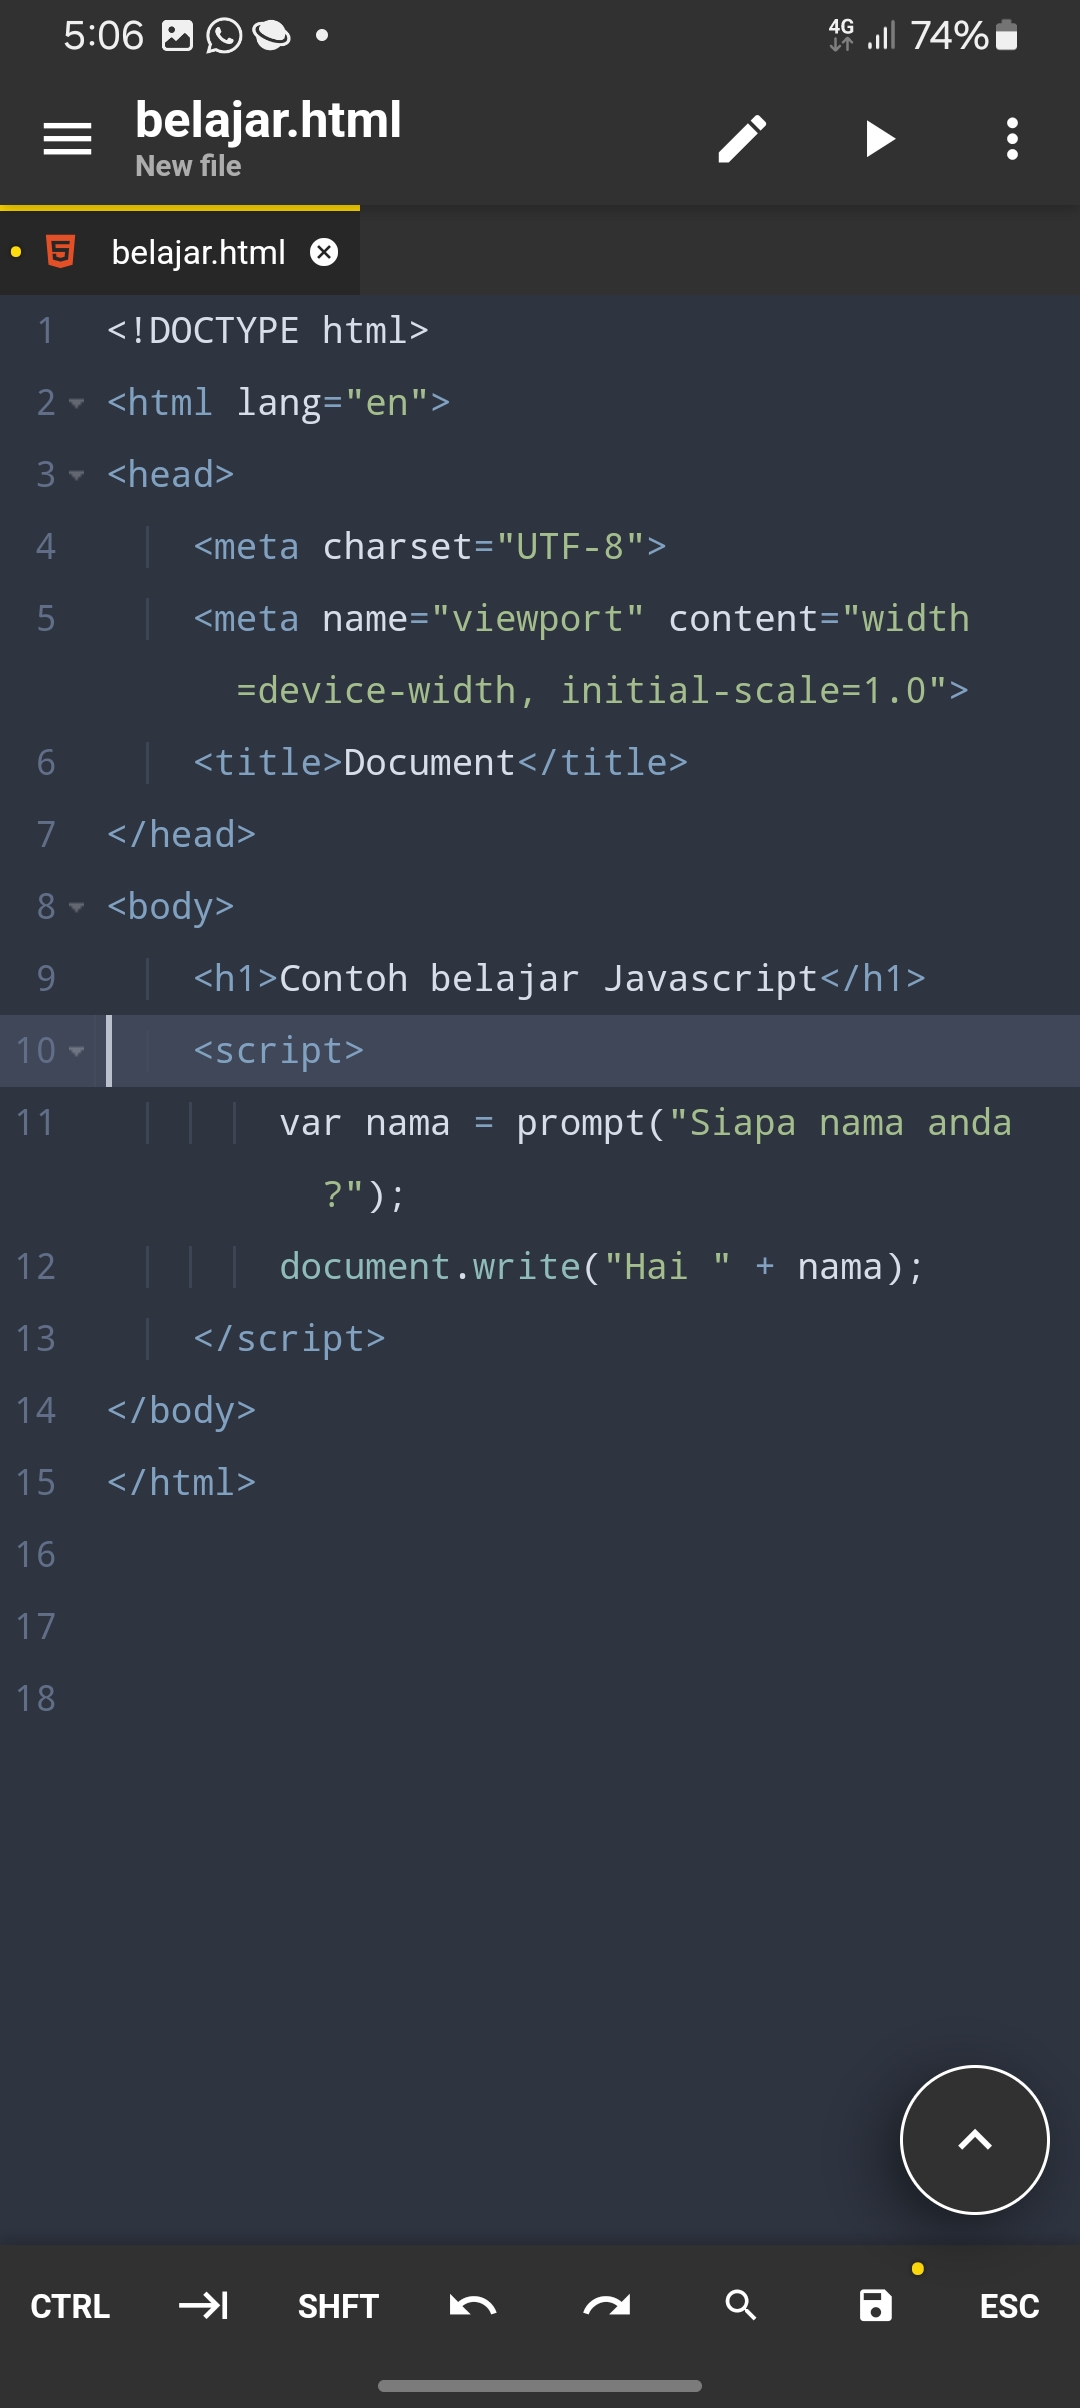 5:06 4G 74%
belajar.html
New file
belajar.html
1 <!DOCTYPE html>
2 <html lang="en">
3 <head>
4 <meta charset="UTF-8">
5 <meta name="viewport" content="width
=device-width, initial-scale=1.0">
6 <title>Document</title>
7 </head>
8 <body>
9 <h1>Contoh belajar Javascript</h1>
10 <script>
11 var nama = prompt("Siapa nama anda
?");
12 document.write("Hai " + nama);
13 </script>
14 </body>
15 </html>
16
17
18
CTRL SHFT ESC